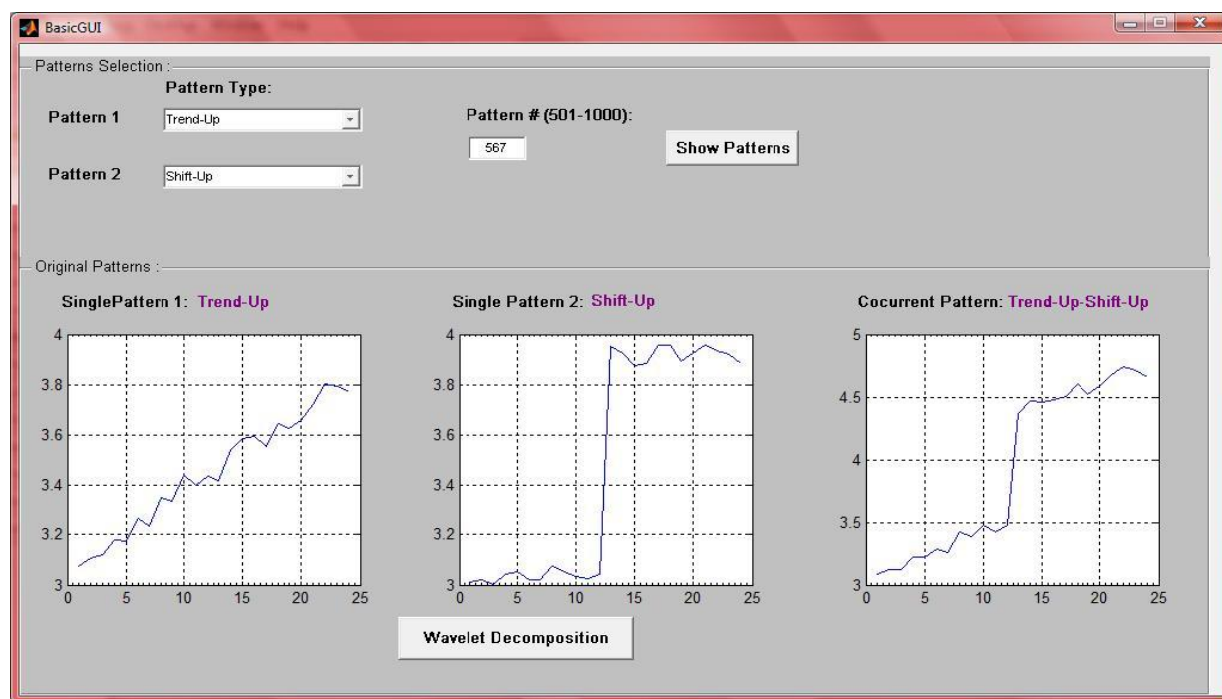 BasicGUI
Patterns Selection :
Pattern Type:
Pattern 1
Trend-Up
Pattern # (501-1000):
567
Show Patterns
Pattern 2
Shift-Up
Original Patterns :
SinglePattern 1: Trend-Up
Single Pattern 2: Shift-Up
Cocurrent Pattern: Trend-Up-Shift-Up
4
3.8
3.6
3.4
3.2
3
0 5 10 15 20 25
4
3.8
3.6
3.4
3.2
3
0 5 10 15 20 25
5
4.5
4
3.5
3
0 5 10 15 20 25
Wavelet Decomposition